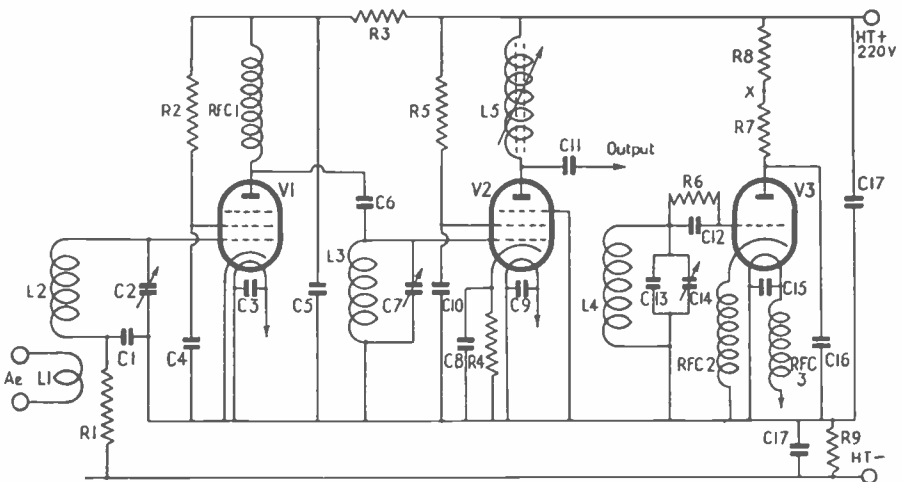 R3
HT+
220V
R2
RFC1
R5
L5
R8
X
R7
C11
Output
V1
V2
V3
R6
C6
C17
C12
L2
C2
L3
C3
C5
C7
C10
C9
L4
C13
C14
C15
C1
C4
C8
R4
RFC2
RFC
3
C16
Ae
L1
R1
C17
R9
HT-